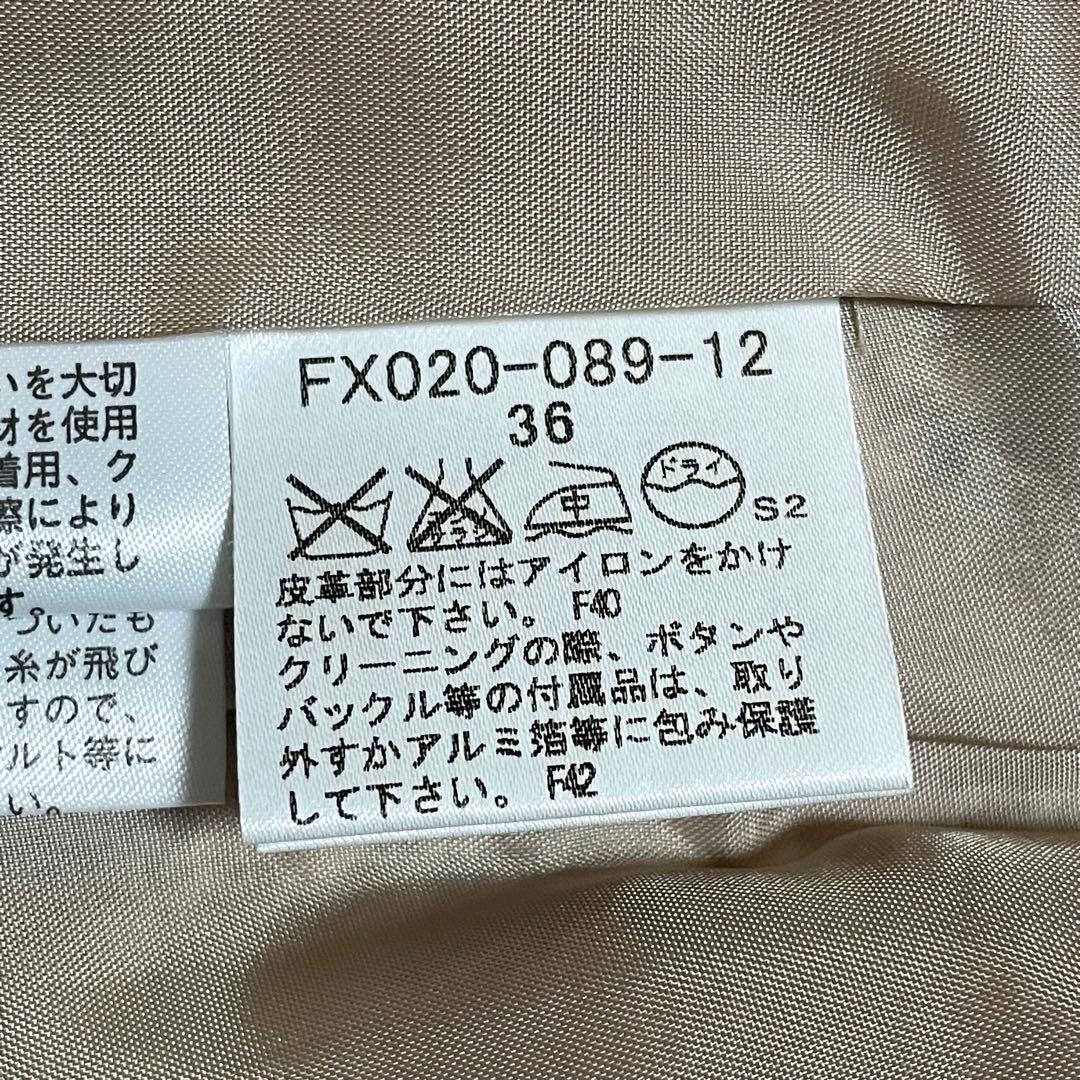 FX020-089-12
36
中
ドライ
S2
皮革部分にはアイロンをかけ
ないで下さい。 F40
クリーニングの際、ボタンや
バックル等の付属品は、取り
外すかアルミ箔等に包み保護
して下さい。 F42
いを大切
材を使用
着用、ク
際により
が発生し
す。
ついたも
糸が飛び
すので、
ルト等に
い。